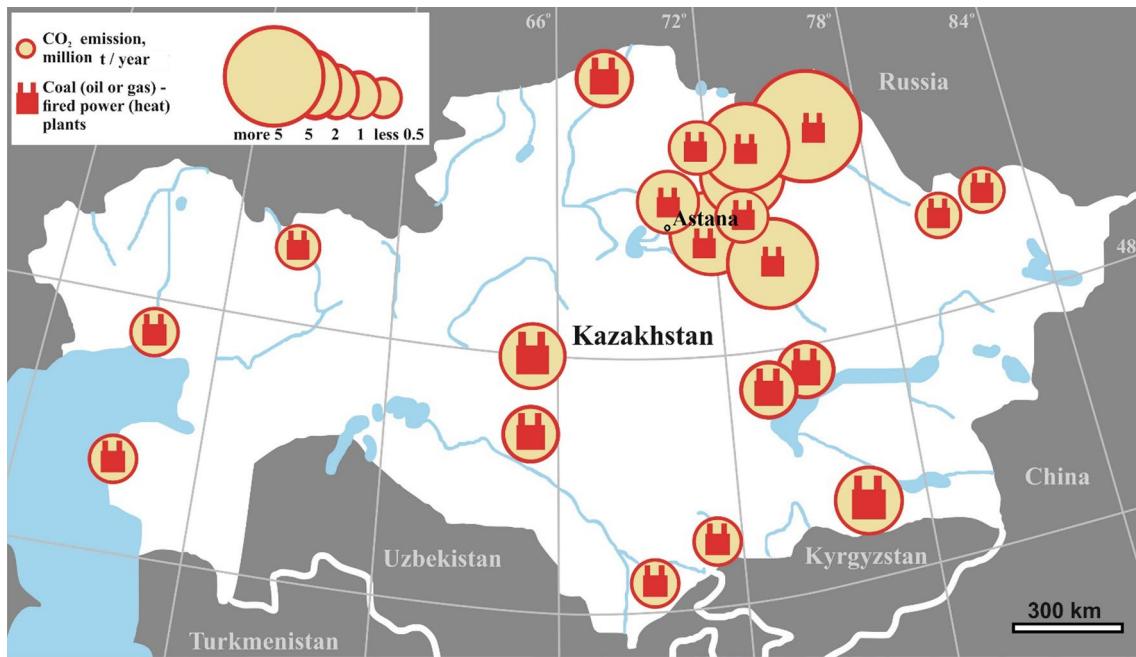 CO₂ emission,
million t / year
Coal (oil or gas) -
fired power (heat)
plants
more 5 5 2 1 less 0.5
66° 72° 78° 84°
Russia
Astana
48
Kazakhstan
China
Uzbekistan
Kyrgyzstan
Turkmenistan
300 km